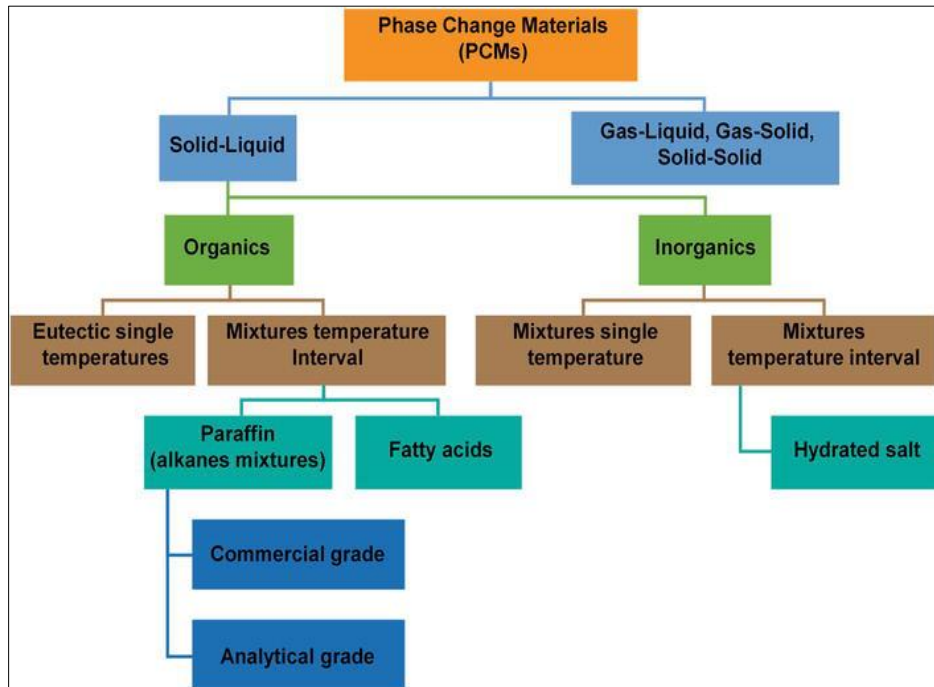 Phase Change Materials
(PCMs)
Solid-Liquid
Gas-Liquid, Gas-Solid,
Solid-Solid
Organics
Inorganics
Eutectic single
temperatures
Mixtures temperature
Interval
Mixtures single
temperature
Mixtures
temperature interval
Paraffin
(alkanes mixtures)
Fatty acids
Hydrated salt
Commercial grade
Analytical grade